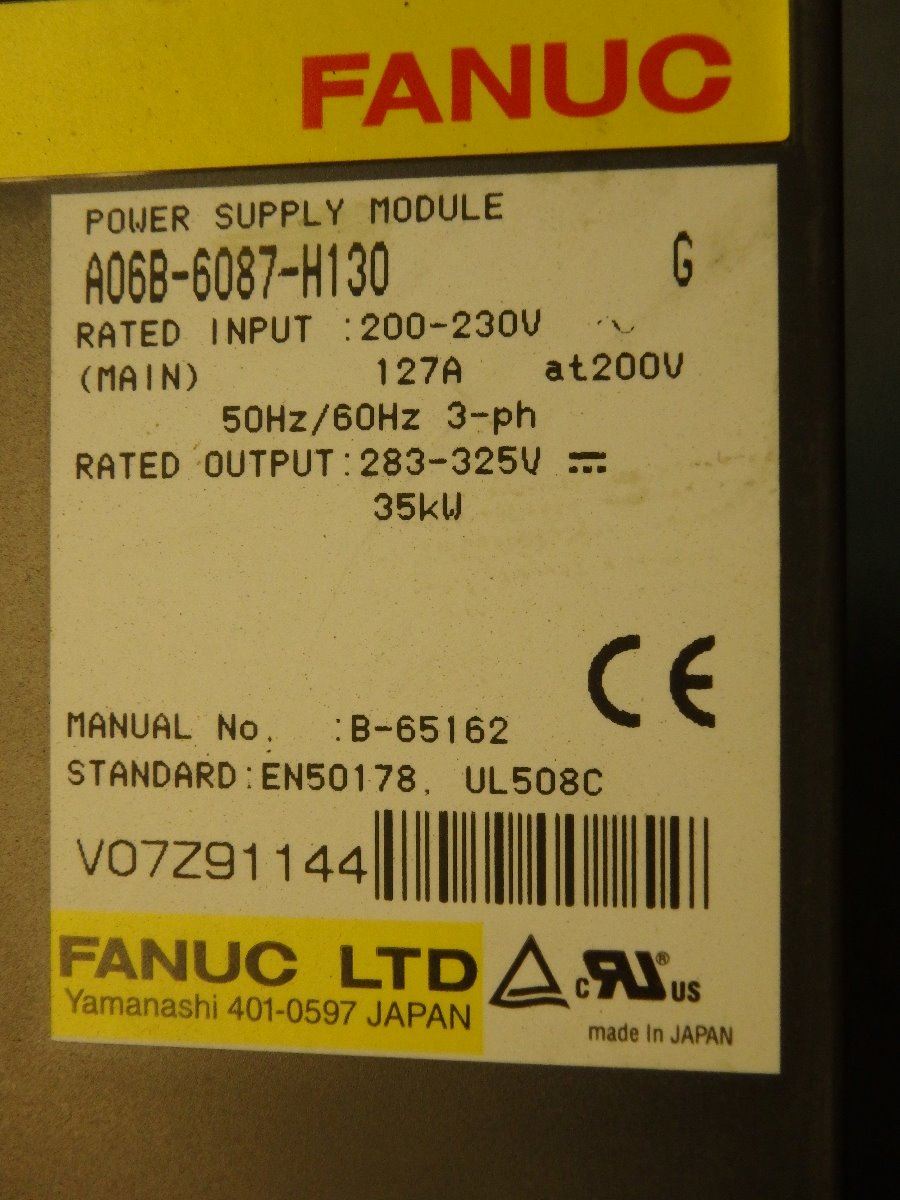 FANUC
POWER SUPPLY MODULE
A06B-6087-H130 G
RATED INPUT :200-230V ~
(MAIN) 127A at200V
50Hz/60Hz 3-ph
RATED OUTPUT:283-325V ⎓
35kW
CE
MANUAL No. :B-65162
STANDARD:EN50178, UL508C
V07Z91144
FANUC LTD
Yamanashi 401-0597 JAPAN
c RU ® US
made In JAPAN